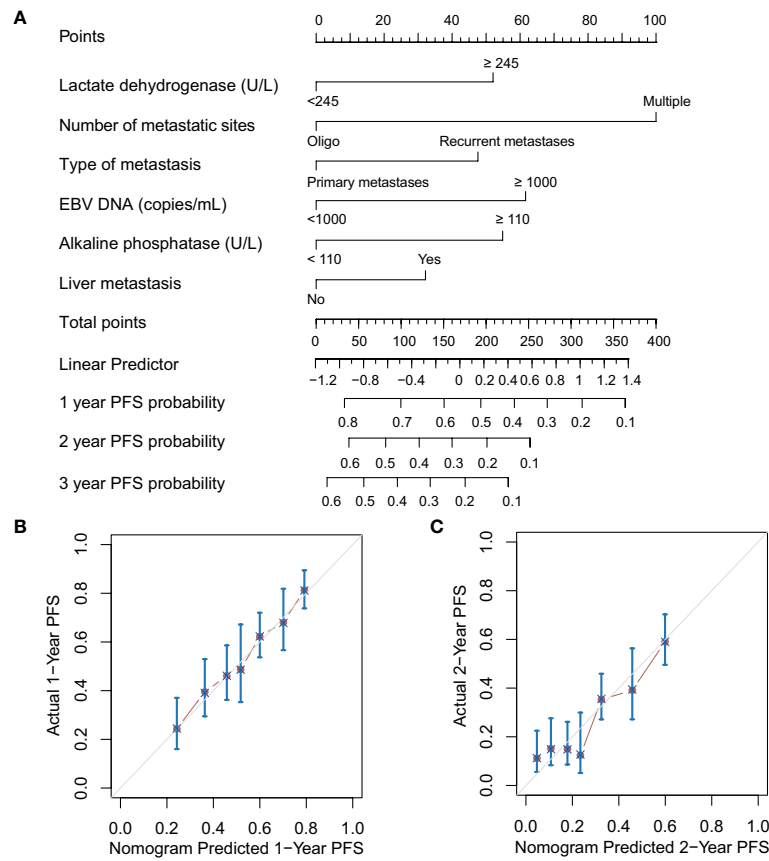 A
Points
0 20 40 60 80 100
Lactate dehydrogenase (U/L)
≥ 245
<245
Number of metastatic sites
Multiple
Oligo
Type of metastasis
Recurrent metastases
Primary metastases
EBV DNA (copies/mL)
≥ 1000
<1000
Alkaline phosphatase (U/L)
≥ 110
< 110
Liver metastasis
Yes
No
Total points
0 50 100 150 200 250 300 350 400
Linear Predictor
−1.2 −0.8 −0.4 0 0.2 0.4 0.6 0.8 1 1.2 1.4
1 year PFS probability
0.8 0.7 0.6 0.5 0.4 0.3 0.2 0.1
2 year PFS probability
0.6 0.5 0.4 0.3 0.2 0.1
3 year PFS probability
0.6 0.5 0.4 0.3 0.2 0.1
B
Actual 1−Year PFS
1.0
0.8
0.6
0.4
0.2
0.0
0.0 0.2 0.4 0.6 0.8 1.0
Nomogram Predicted 1−Year PFS
C
Actual 2−Year PFS
1.0
0.8
0.6
0.4
0.2
0.0
0.0 0.2 0.4 0.6 0.8 1.0
Nomogram Predicted 2−Year PFS